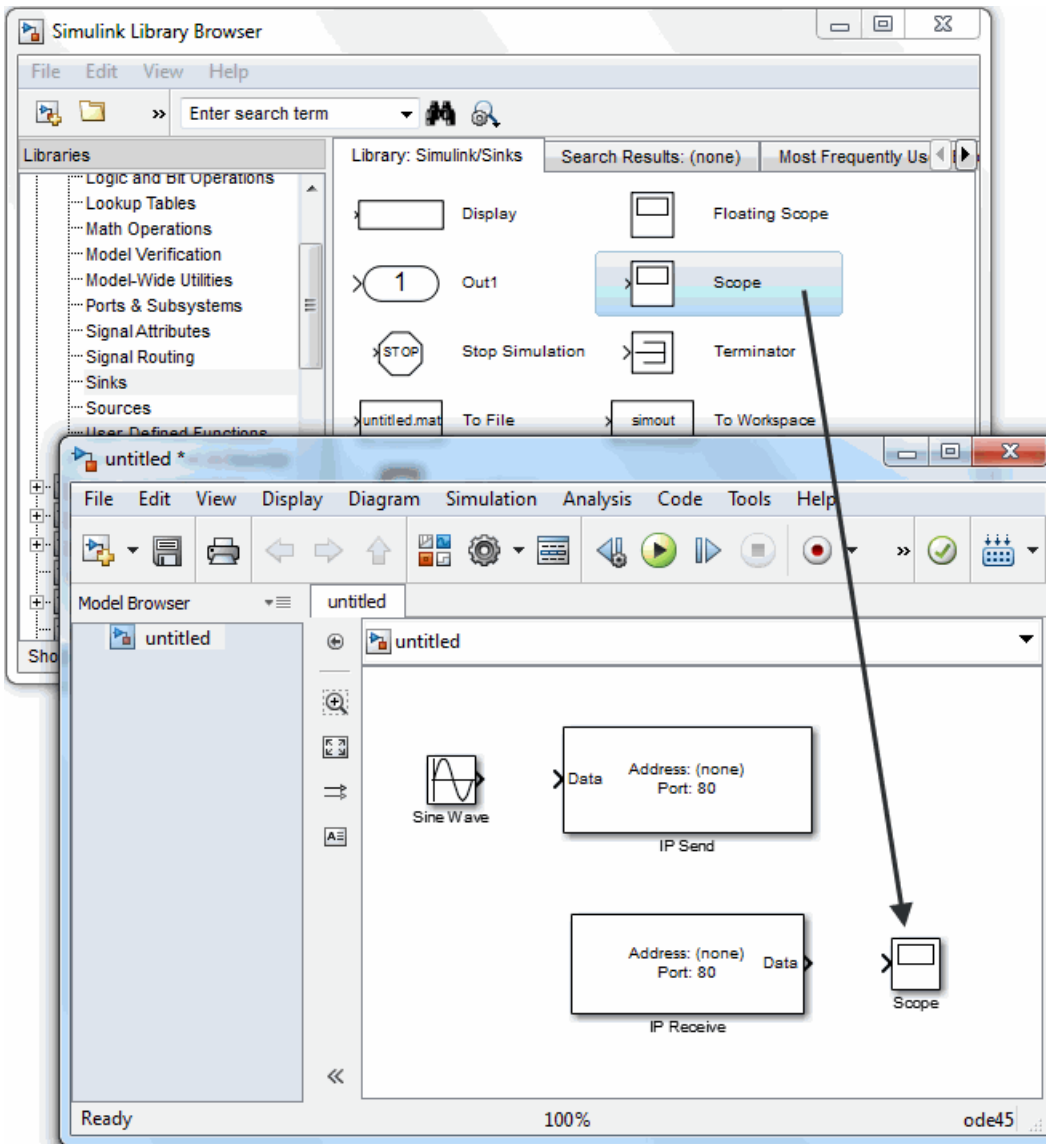 Simulink Library Browser
File Edit View Help
» Enter search term
Libraries
Library: Simulink/Sinks Search Results: (none) Most Frequently Us
Logic and Bit Operations
Lookup Tables
Math Operations
Model Verification
Model-Wide Utilities
Ports & Subsystems
Signal Attributes
Signal Routing
Sinks
Sources
User-Defined Functions
Display Floating Scope
1 Out1 Scope
STOP Stop Simulation Terminator
untitled.mat To File simout To Workspace
Sho
untitled *
File Edit View Display Diagram Simulation Analysis Code Tools Help
»
Model Browser untitled
untitled
untitled
Sine Wave
Data Address: (none)
Port: 80
IP Send
Address: (none) Data
Port: 80
IP Receive
Scope
Ready 100% ode45